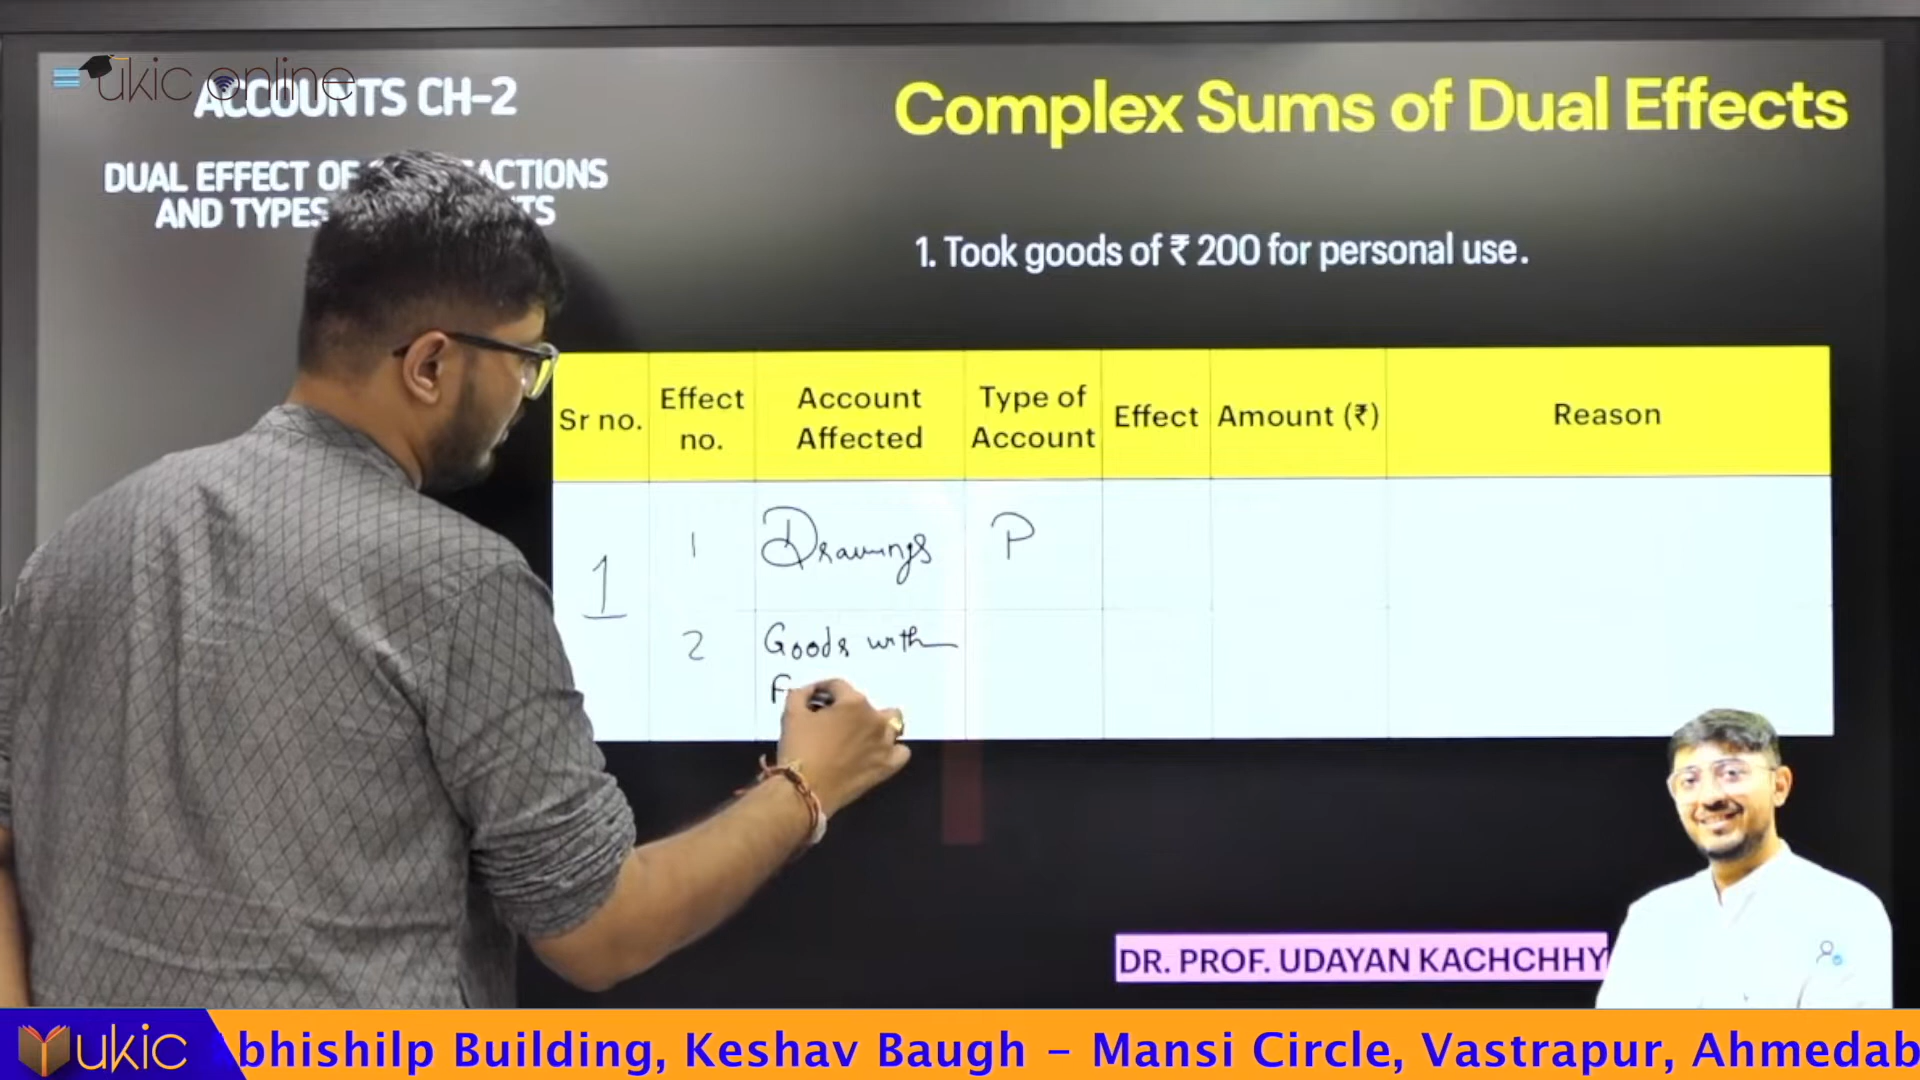 ukic online
ACCOUNTS CH-2
DUAL EFFECT OF
ACTIONS
AND TYPES
TS
Complex Sums of Dual Effects
1. Took goods of ₹ 200 for personal use.
Sr no.
Effect no.
Account Affected
Type of Account
Effect
Amount (₹)
Reason
1
1
Drawings
P
2
Goods with
DR. PROF. UDAYAN KACHCHHY
ukic
bhishilp Building, Keshav Baugh - Mansi Circle, Vastrapur, Ahmedab